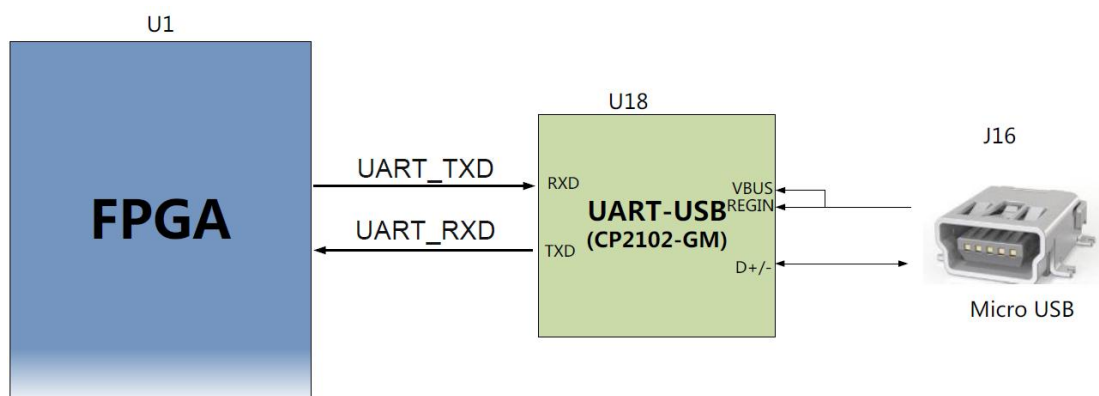 U1
FPGA
UART_TXD
UART_RXD
U18
RXD
TXD
UART-USB
(CP2102-GM)
VBUS
REGIN
D+/-
J16
Micro USB